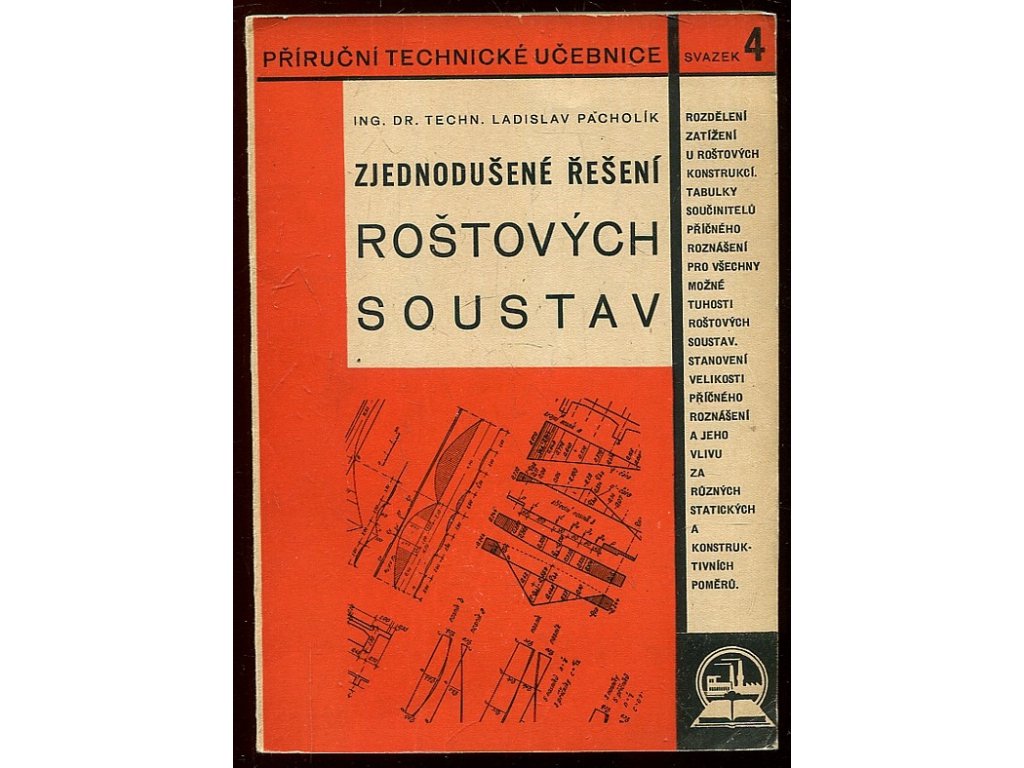 PŘÍRUČNÍ TECHNICKÉ UČEBNICE
SVAZEK 4
ING. DR. TECHN. LADISLAV PACHOLÍK
ZJEDNODUŠENÉ ŘEŠENÍ
ROŠTOVÝCH
SOUSTAV
ROZDĚLENÍ
ZATÍŽENÍ
U ROŠTOVÝCH
KONSTRUKCÍ.
TABULKY
SOUČINITELŮ
PŘÍČNÉHO
ROZNÁŠENÍ
PRO VŠECHNY
MOŽNÉ
TUHOSTI
ROŠTOVÝCH
SOUSTAV.
STANOVENÍ
VELIKOSTI
PŘÍČNÉHO
ROZNÁŠENÍ
A JEHO
VLIVU
ZA
RŮZNÝCH
STATICKÝCH
A
KONSTRUK-
TIVNÍCH
POMĚRŮ.